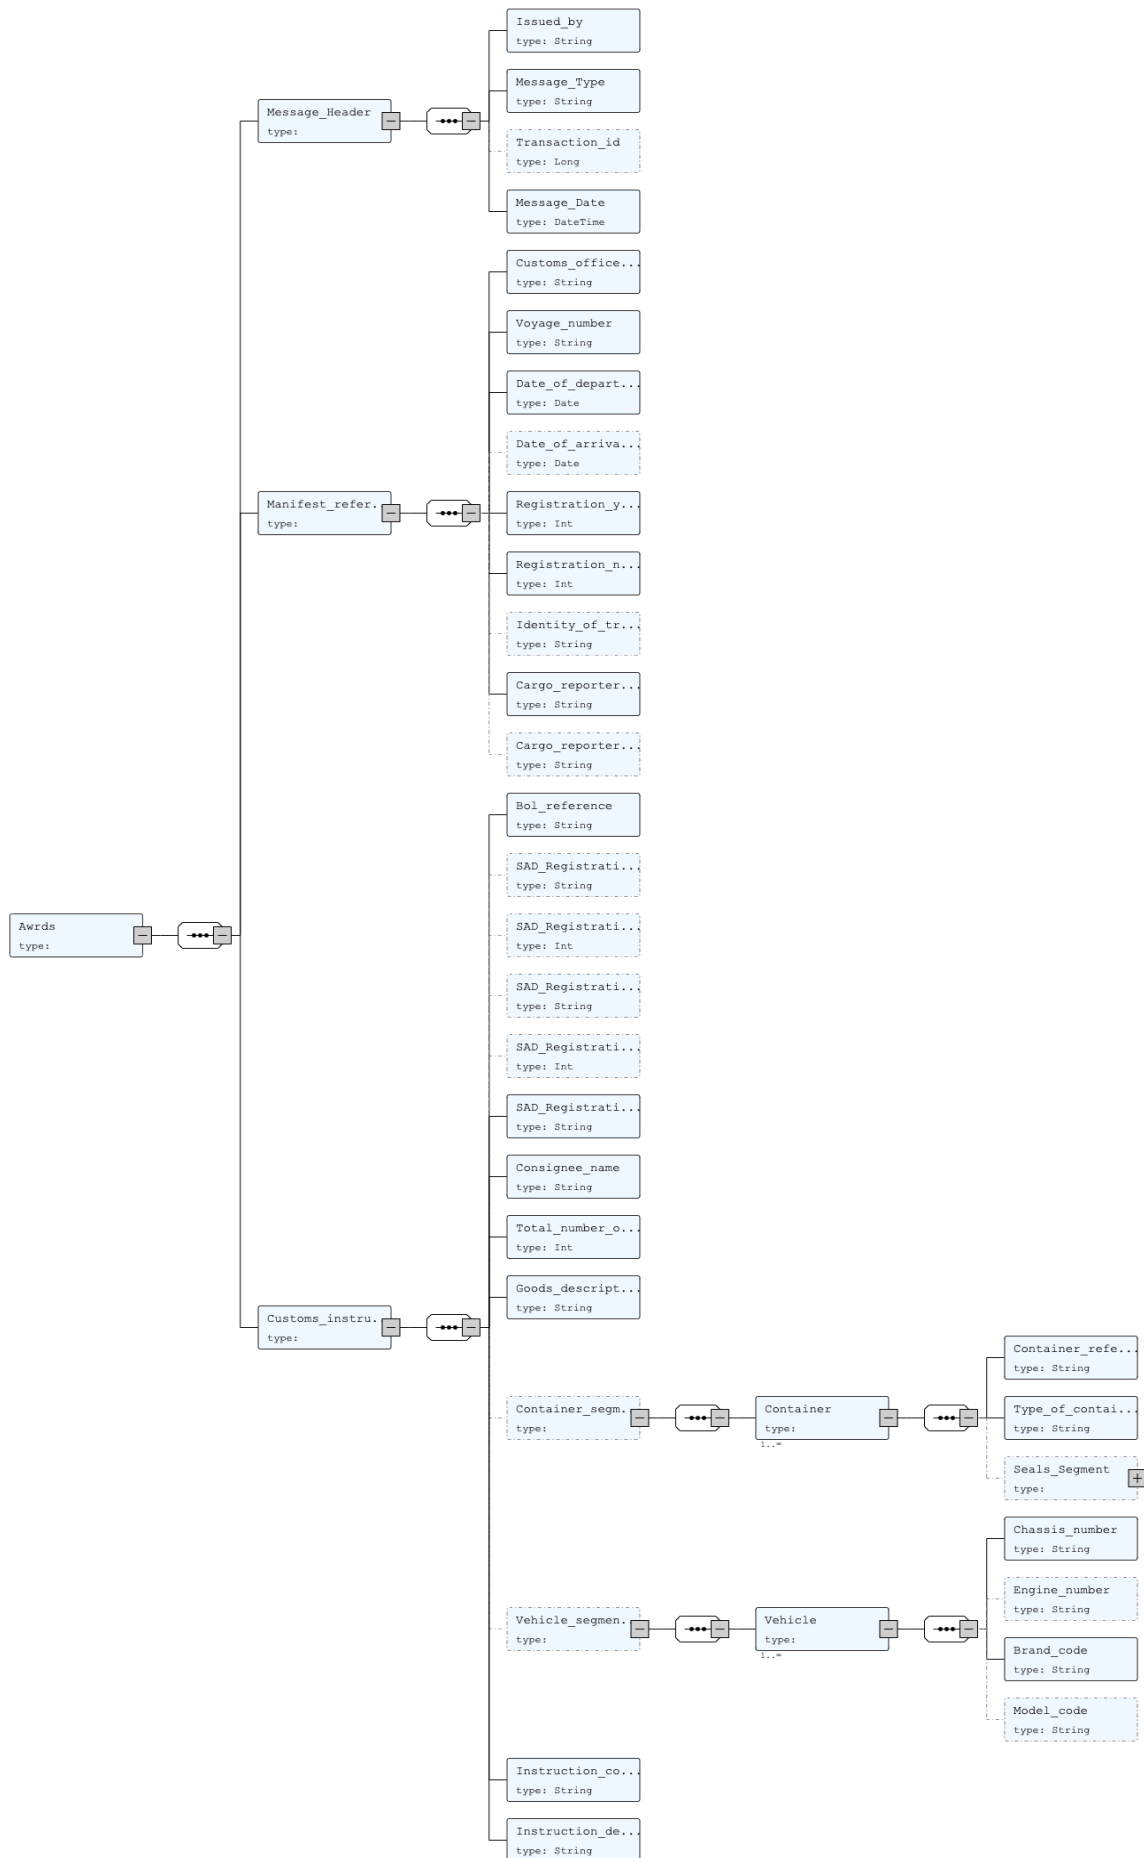 Issued_by
type: String
Message_Type
type: String
Message_Header
type:
Transaction_id
type: Long
Message_Date
type: DateTime
Customs_office...
type: String
Voyage_number
type: String
Date_of_depart...
type: Date
Date_of_arriva...
type: Date
Manifest_refer.
type:
Registration_y...
type: Int
Registration_n...
type: Int
Identity_of_tr...
type: String
Cargo_reporter...
type: String
Cargo_reporter...
type: String
Bol_reference
type: String
SAD_Registrati...
type: String
Awrds
type:
SAD_Registrati...
type: Int
SAD_Registrati...
type: String
SAD_Registrati...
type: Int
SAD_Registrati...
type: String
Consignee_name
type: String
Total_number_o...
type: Int
Goods_descript...
type: String
Customs_instru.
type:
Container_refe...
type: String
Container_segm.
type:
Container
type:
1..∞
Type_of_contai...
type: String
Seals_Segment
type:
Chassis_number
type: String
Engine_number
type: String
Vehicle_segmen.
type:
Vehicle
type:
1..∞
Brand_code
type: String
Model_code
type: String
Instruction_co...
type: String
Instruction_de...
type: String